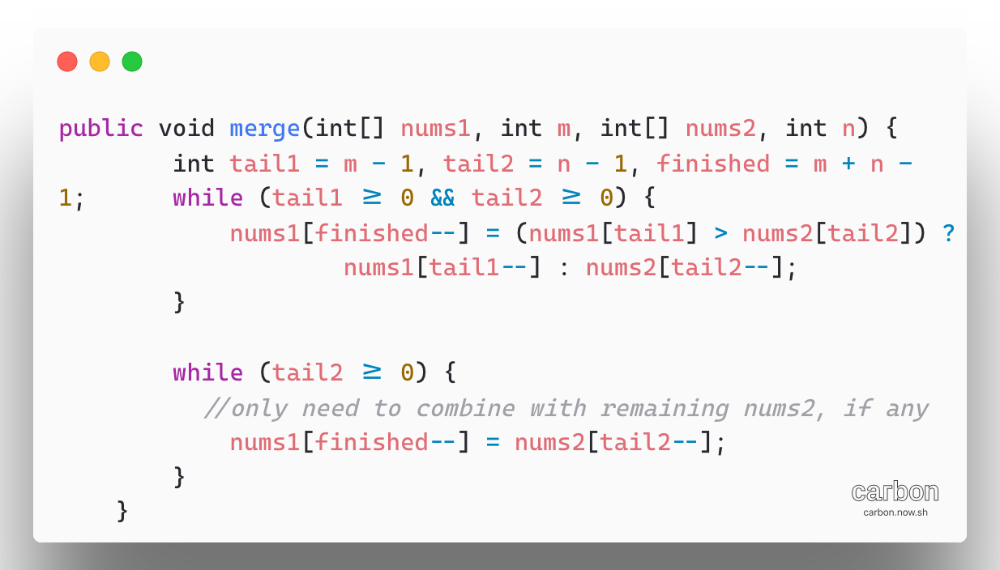 public void merge(int[] nums1, int m, int[] nums2, int n) {
        int tail1 = m - 1, tail2 = n - 1, finished = m + n -
1;      while (tail1 ≥ 0 && tail2 ≥ 0) {
            nums1[finished--] = (nums1[tail1] > nums2[tail2]) ?
                    nums1[tail1--] : nums2[tail2--];
        }

        while (tail2 ≥ 0) {
          //only need to combine with remaining nums2, if any
            nums1[finished--] = nums2[tail2--];
        }
    }
carbon
carbon.now.sh